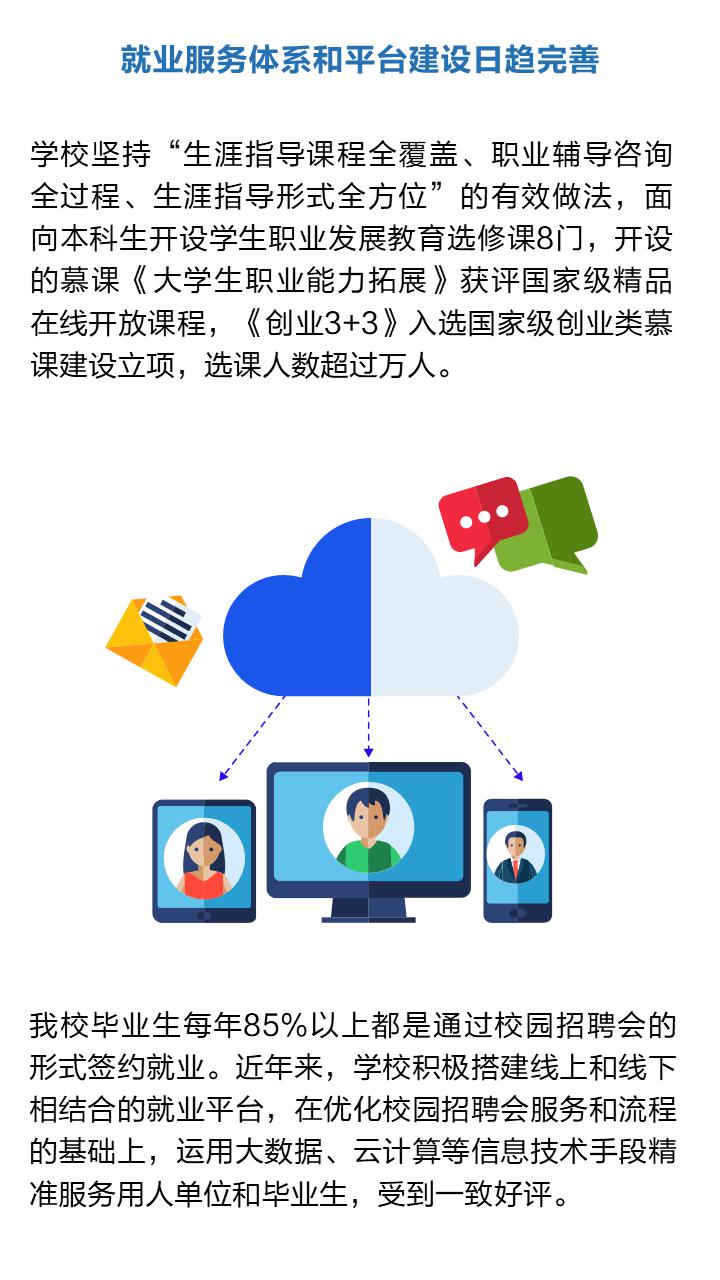 就业服务体系和平台建设日趋完善
学校坚持“生涯指导课程全覆盖、职业辅导咨询
全过程、生涯指导形式全方位”的有效做法，面
向本科生开设学生职业发展教育选修课8门，开设
的慕课《大学生职业能力拓展》获评国家级精品
在线开放课程，《创业3+3》入选国家级创业类慕
课建设立项，选课人数超过万人。
我校毕业生每年85%以上都是通过校园招聘会的
形式签约就业。近年来，学校积极搭建线上和线下
相结合的就业平台，在优化校园招聘会服务和流程
的基础上，运用大数据、云计算等信息技术手段精
准服务用人单位和毕业生，受到一致好评。